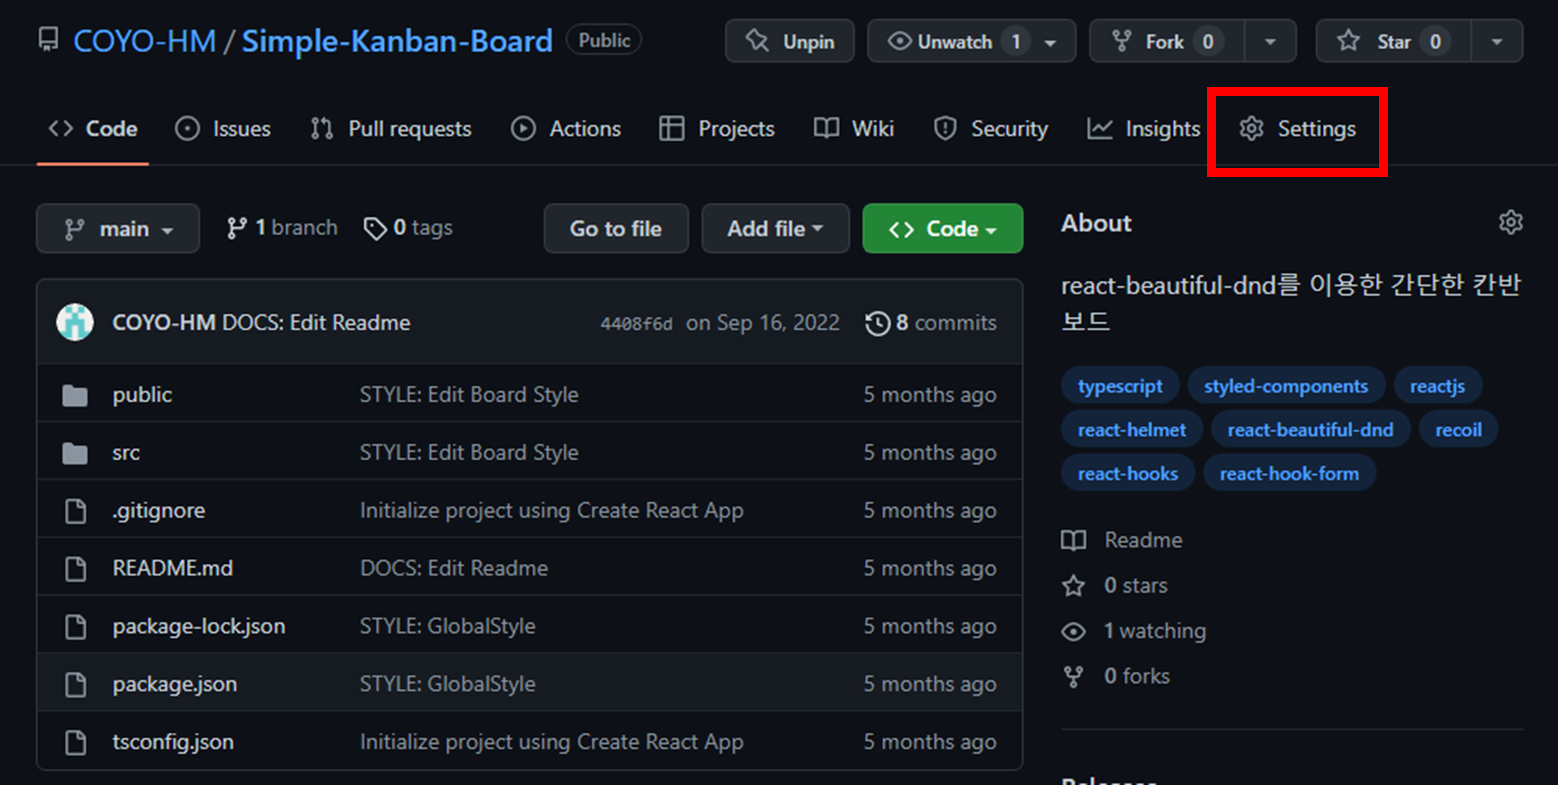 COYO-HM / Simple-Kanban-Board Public Unpin Unwatch 1 Fork 0 Star 0
Code Issues Pull requests Actions Projects Wiki Security Insights Settings
main 1 branch 0 tags Go to file Add file Code
COYO-HM DOCS: Edit Readme 4408f6d on Sep 16, 2022 8 commits
public STYLE: Edit Board Style 5 months ago
src STYLE: Edit Board Style 5 months ago
.gitignore Initialize project using Create React App 5 months ago
README.md DOCS: Edit Readme 5 months ago
package-lock.json STYLE: GlobalStyle 5 months ago
package.json STYLE: GlobalStyle 5 months ago
tsconfig.json Initialize project using Create React App 5 months ago
About
react-beautiful-dnd를 이용한 간단한 칸반
보드
typescript styled-components reactjs
react-helmet react-beautiful-dnd recoil
react-hooks react-hook-form
Readme
0 stars
1 watching
0 forks
Releases